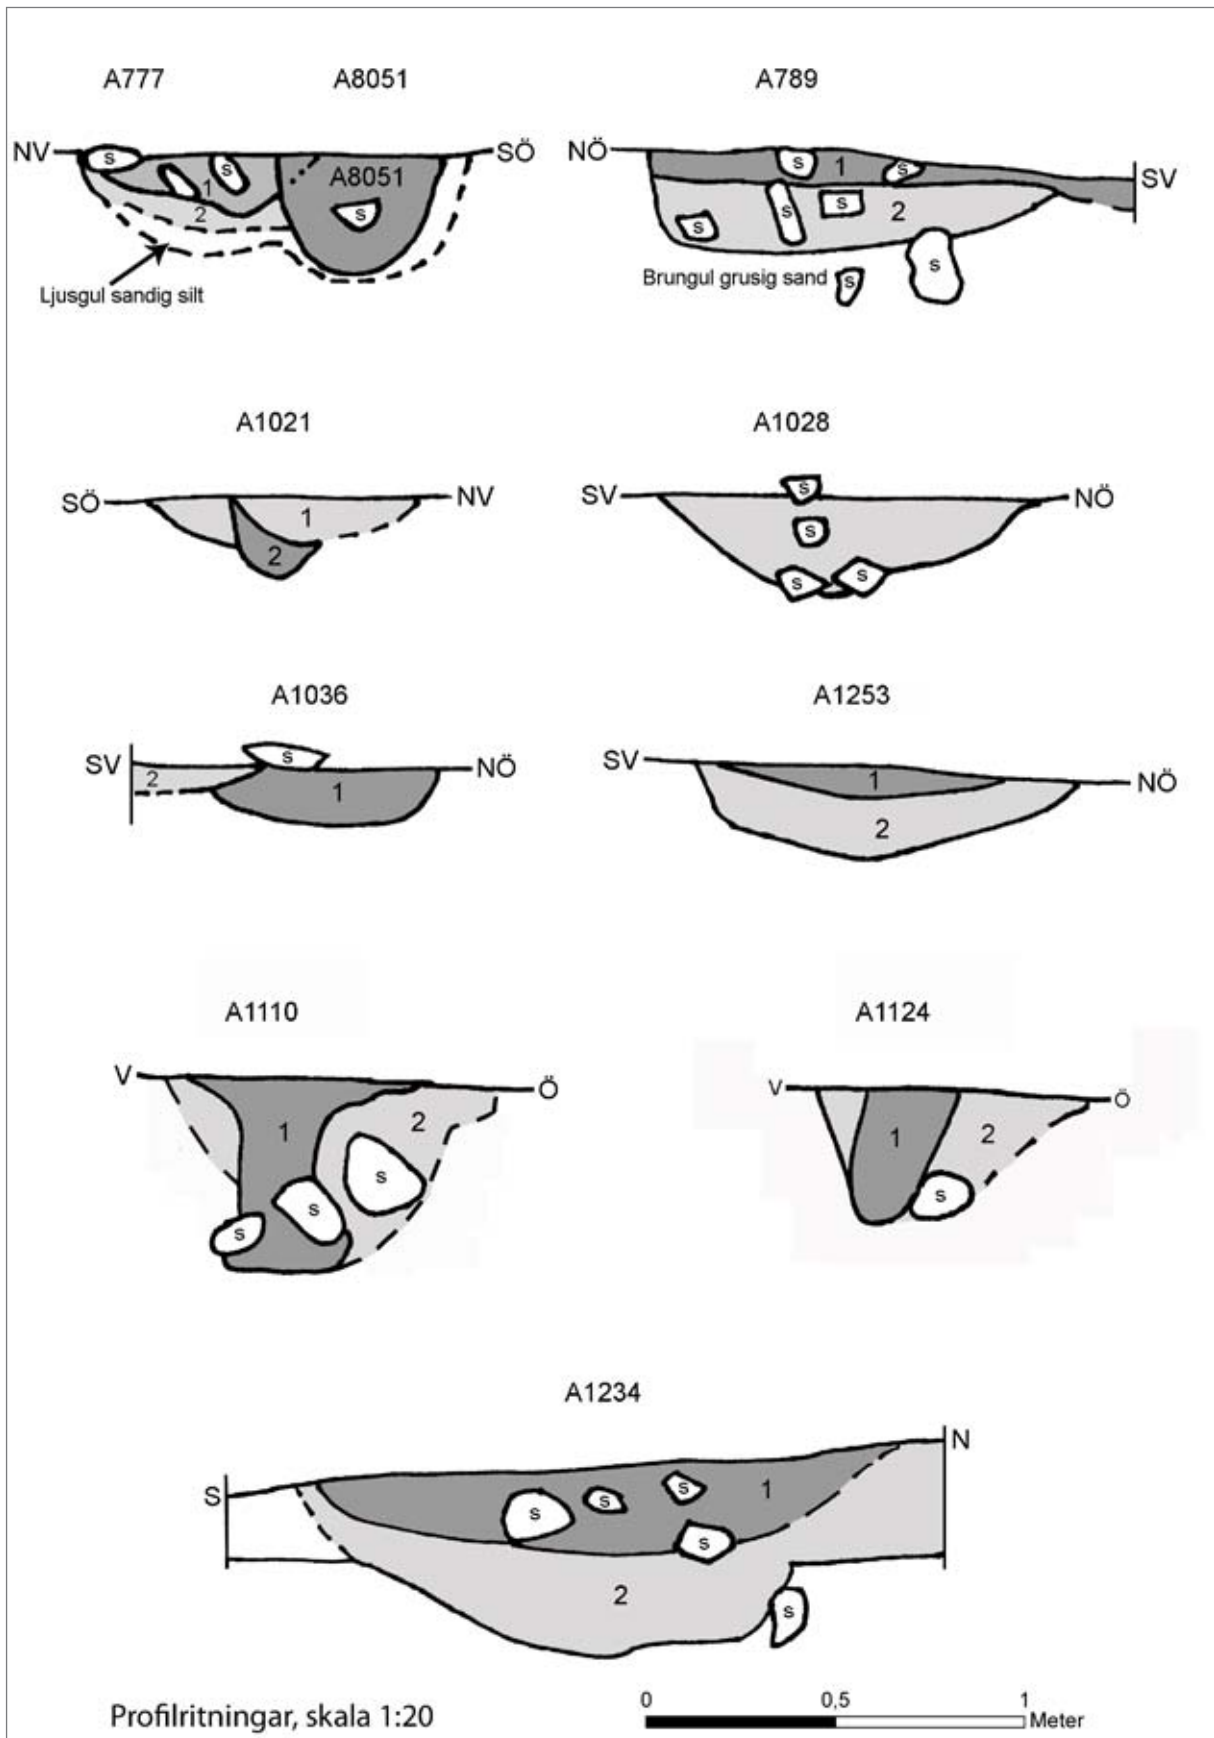 A777 A8051 A789
NV SÖ NÖ SV
s s 1 2 A8051 s
s 1 s s s s 2 s s
Ljusgul sandig silt
Brungul grusig sand
A1021 A1028
SÖ NV SV NÖ
1 2
s s s s
A1036 A1253
SV NÖ SV NÖ
2 s 1
1 2
A1110 A1124
V Ö V Ö
1 2 s s s
1 2 s
A1234
S N
s s s 1 s
2 s
Profilritningar, skala 1:20
0 0,5 1
Meter